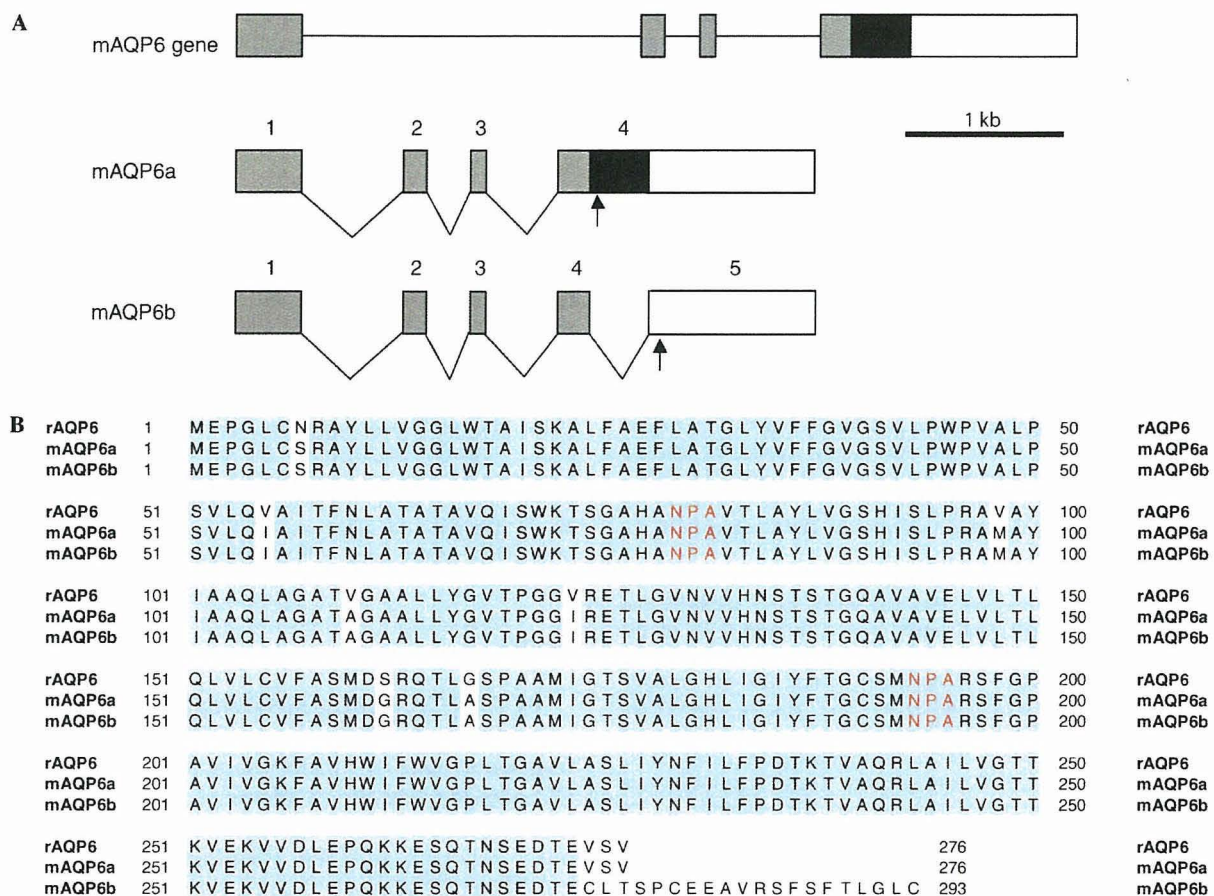 A
mAQP6 gene
1 kb
1 2 3 4
mAQP6a
1 2 3 4 5
mAQP6b
B
rAQP6 1 MEPGLCNRAYLLVGGLWTAISKALFAEFLATGLYVFFGVGSVLPWPVALP 50 rAQP6
mAQP6a 1 MEPGLCSRAYLLVGGLWTAISKALFAEFLATGLYVFFGVGSVLPWPVALP 50 mAQP6a
mAQP6b 1 MEPGLCSRAYLLVGGLWTAISKALFAEFLATGLYVFFGVGSVLPWPVALP 50 mAQP6b
rAQP6 51 SVLQVAITFNLATATAVQISWKTSGAHANPAVTLAYLVGSHISLPRAVAY 100 rAQP6
mAQP6a 51 SVLQIAITFNLATATAVQISWKTSGAHANPAVTLAYLVGSHISLPRAMAY 100 mAQP6a
mAQP6b 51 SVLQIAITFNLATATAVQISWKTSGAHANPAVTLAYLVGSHISLPRAMAY 100 mAQP6b
rAQP6 101 IAAQLAGATVGAALLYGVTPGGVRETLGVNVVHNSTSTGQAVAVELVLTL 150 rAQP6
mAQP6a 101 IAAQLAGATAGAALLYGVTPGGIRETLGVNVVHNSTSTGQAVAVELVLTL 150 mAQP6a
mAQP6b 101 IAAQLAGATAGAALLYGVTPGGIRETLGVNVVHNSTSTGQAVAVELVLTL 150 mAQP6b
rAQP6 151 QLVLCVFASMDSRQTLGSPAAMIGTSVALGHLIGIYFTGCSMNPARSFGP 200 rAQP6
mAQP6a 151 QLVLCVFASMDGRQTLASPAAMIGTSVALGHLIGIYFTGCSMNPARSFGP 200 mAQP6a
mAQP6b 151 QLVLCVFASMDGRQTLASPAAMIGTSVALGHLIGIYFTGCSMNPARSFGP 200 mAQP6b
rAQP6 201 AVIVGKFAVHWIFWVGPLTGAVLASLIYNFILFPDTKTVAQRLAILVGTT 250 rAQP6
mAQP6a 201 AVIVGKFAVHWIFWVGPLTGAVLASLIYNFILFPDTKTVAQRLAILVGTT 250 mAQP6a
mAQP6b 201 AVIVGKFAVHWIFWVGPLTGAVLASLIYNFILFPDTKTVAQRLAILVGTT 250 mAQP6b
rAQP6 251 KVEKVVDLEPQKKESQTNSEDTEVSV 276 rAQP6
mAQP6a 251 KVEKVVDLEPQKKESQTNSEDTEVSV 276 mAQP6a
mAQP6b 251 KVEKVVDLEPQKKESQTNSEDTECLTSPCEEAVRSFSFTLGLC 293 mAQP6b